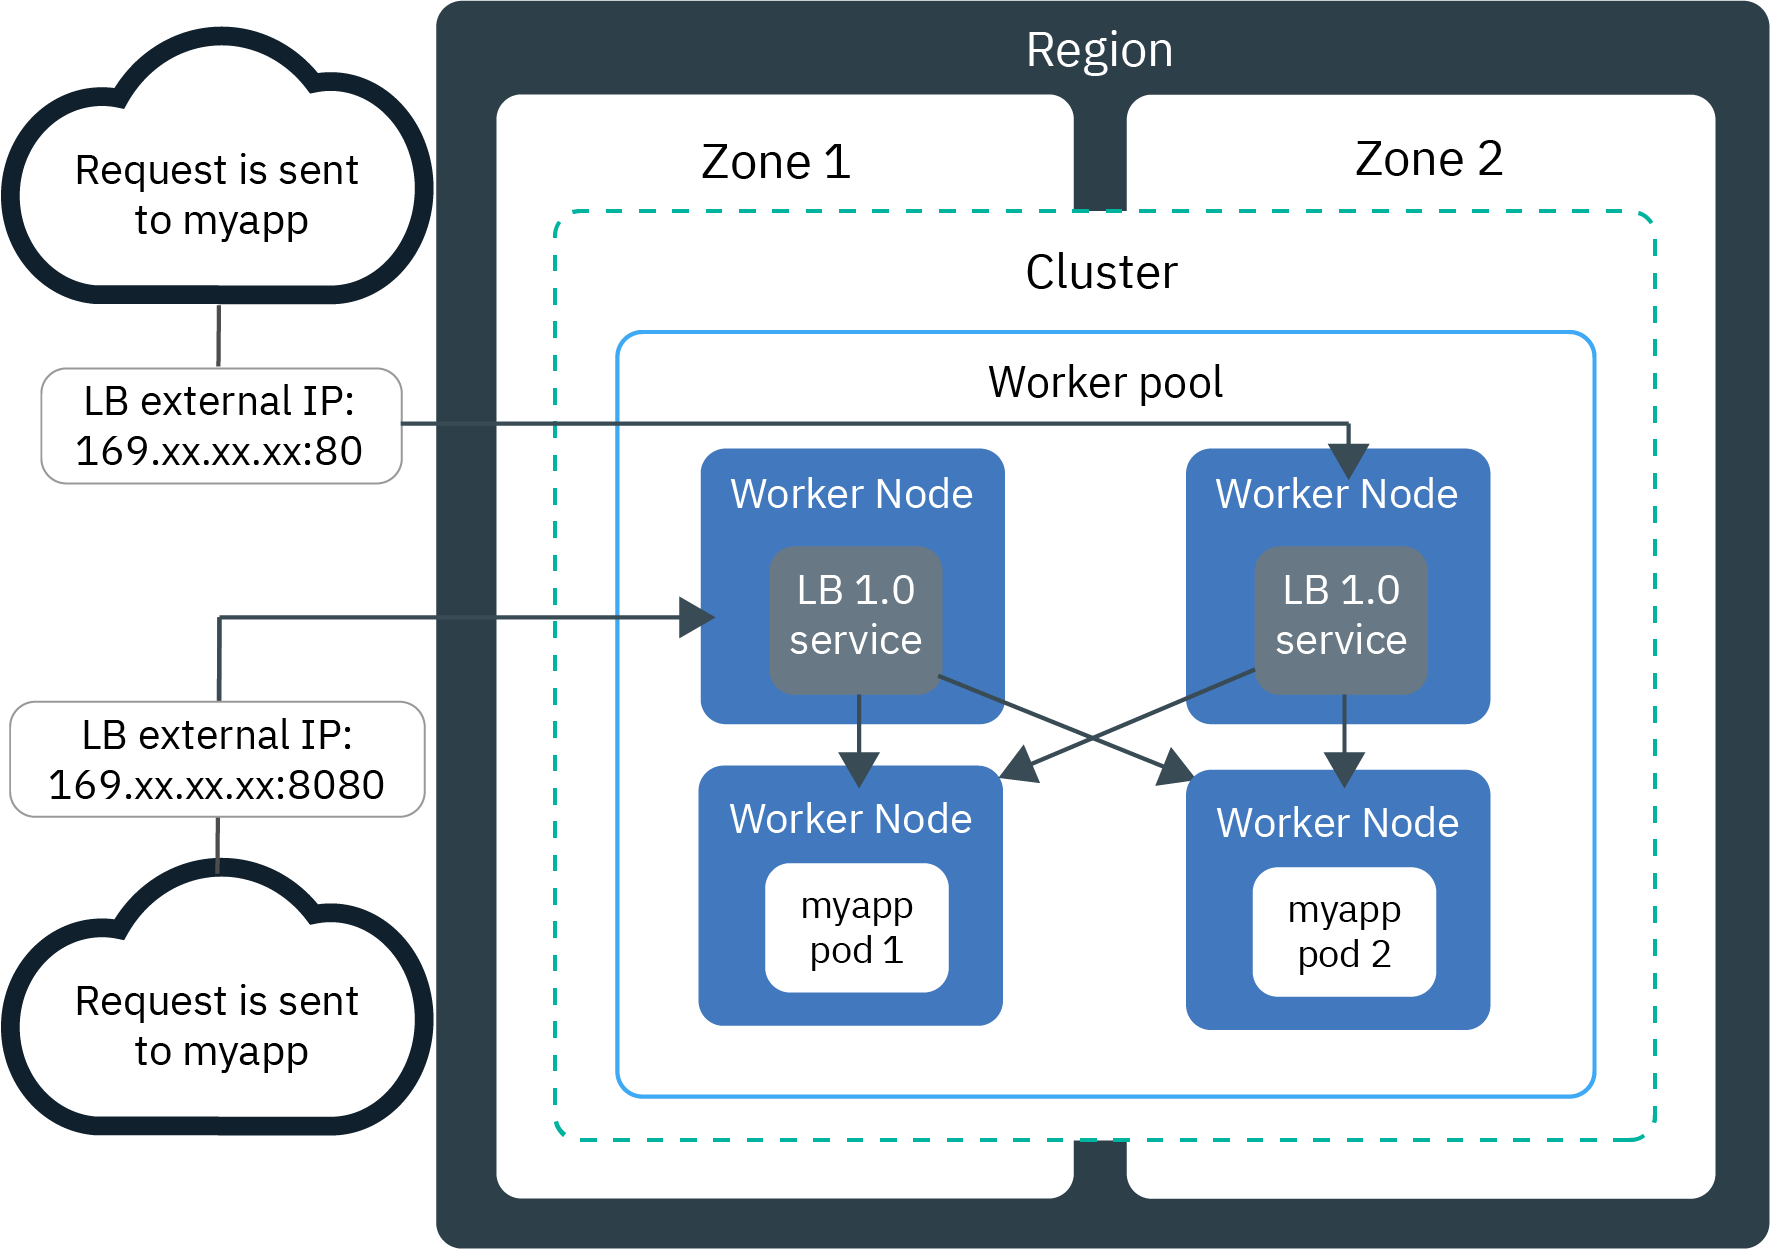 Region
Request is sent
to myapp
LB external IP:
169.xx.xx.xx:80
LB external IP:
169.xx.xx.xx:8080
Request is sent
to myapp
Zone 1
Zone 2
Cluster
Worker pool
Worker Node
LB 1.0
service
Worker Node
LB 1.0
service
Worker Node
myapp
pod 1
Worker Node
myapp
pod 2